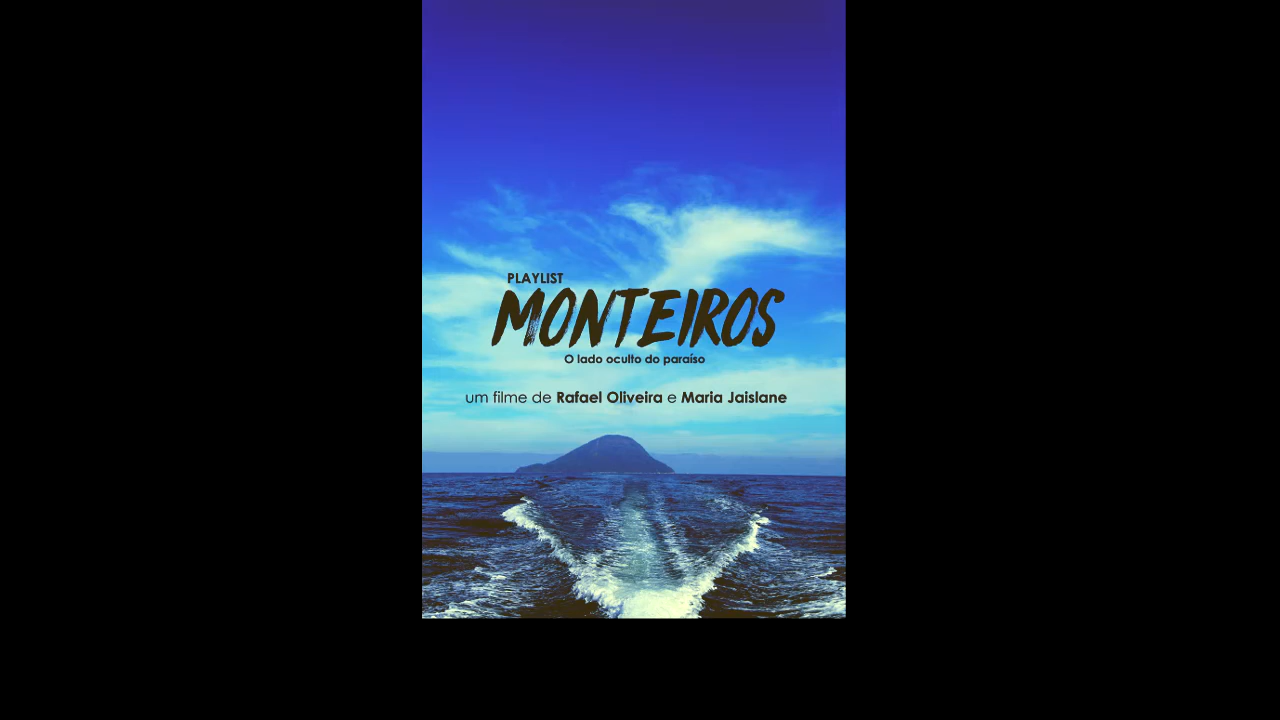 PLAYLIST
MONTEIROS
O lado oculto do paraíso
um filme de Rafael Oliveira e Maria Jaislane